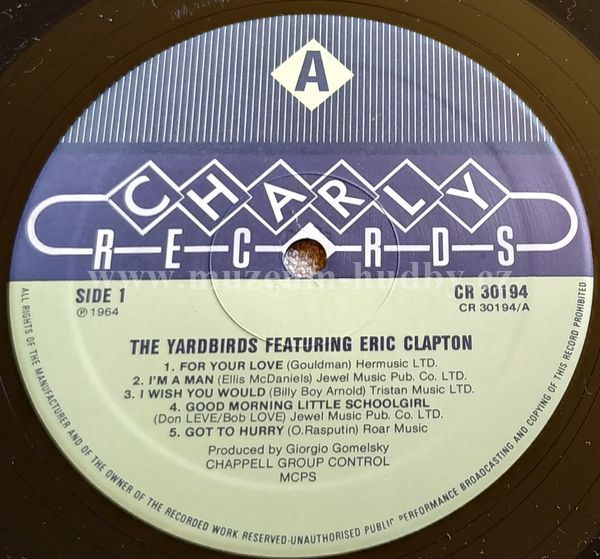 A
CHARLY
RECORDS
www.muzeum-hudby.cz
SIDE 1
℗ 1964
CR 30194
CR 30194/A
THE YARDBIRDS FEATURING ERIC CLAPTON
1. FOR YOUR LOVE (Gouldman) Hermusic LTD.
2. I'M A MAN (Ellis McDaniels) Jewel Music Pub. Co. LTD.
3. I WISH YOU WOULD (Billy Boy Arnold) Tristan Music LTD.
4. GOOD MORNING LITTLE SCHOOLGIRL
(Don LEVE/Bob LOVE) Jewel Music Pub. Co. LTD.
5. GOT TO HURRY (O.Rasputin) Roar Music
Produced by Giorgio Gomelsky
CHAPPELL GROUP CONTROL
MCPS
ALL RIGHTS OF THE MANUFACTURER AND OF THE OWNER OF THE RECORDED WORK RESERVED-UNAUTHORISED PUBLIC PERFORMANCE BROADCASTING AND COPYING OF THIS RECORD PROHIBITED